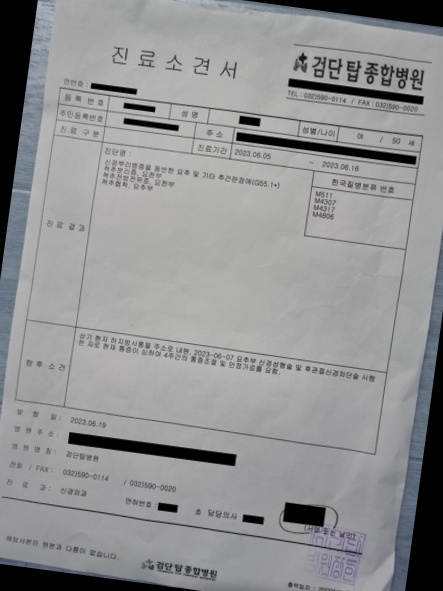 진료소견서
검단탑종합병원
TEL : 032)590-0114 / FAX : 032)590-0020
연번호 :
등록 번호
성 명
성별/나이 여 / 50 세
주민등록번호
주 소
진료 구분
진료기간 2023.06.05 ~ 2023.06.16
진료 결과
진단명 :
한국질병분류 번호
신경뿌리병증을 동반한 요추 및 기타 추간판장애(G55.1*)
척추분리증, 요천부
척추전방전위증, 요천부
척추협착, 요추부
M511
M4307
M4317
M4806
향후 소견
상기 환자 하지방사통을 주소로 내원, 2023-06-07 요추부 신경성형술 및 후관절신경차단술 시행
한 자로 현재 통증이 심하여 4주간의 통증조절 및 안정가료를 요함.
발 행 일 : 2023.06.19
병원 주소 :
병원 명칭 : 검단탑병원
전화 / FAX : 032)590-0114 / 032)590-0020
진 료 과 : 신경외과
면허번호 : 호 담당의사
(서명 또는 날인)
해당사본은 원본과 다름이 없습니다.
검단탑종합병원
출력일자 :